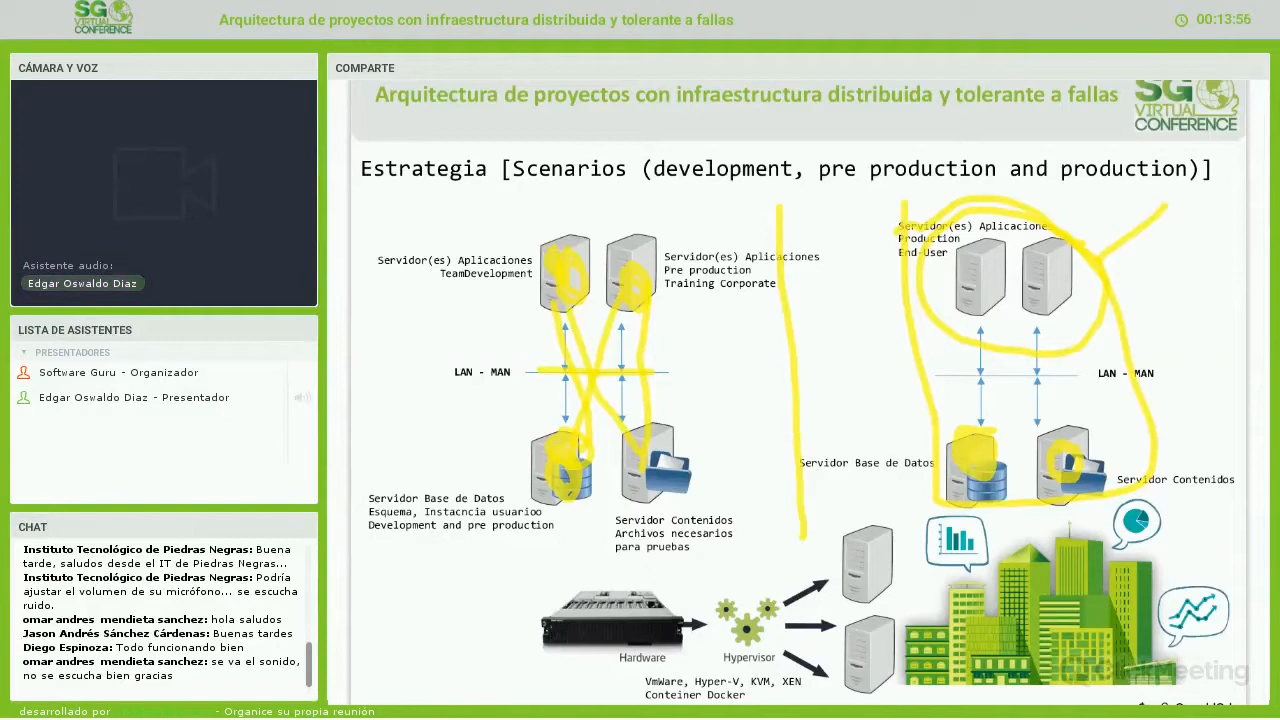 SG
VIRTUAL
CONFERENCE
Arquitectura de proyectos con infraestructura distribuida y tolerante a fallas
00:13:56
CÁMARA Y VOZ
Asistente audio:
Edgar Oswaldo Diaz
LISTA DE ASISTENTES
PRESENTADORES
Software Guru - Organizador
Edgar Oswaldo Diaz - Presentador
CHAT
Instituto Tecnológico de Piedras Negras: Buena
tarde, saludos desde el IT de Piedras Negras...
Instituto Tecnológico de Piedras Negras: Podría
ajustar el volumen de su micrófono... se escucha
ruido.
omar andres mendieta sanchez: hola saludos
Jason Andrés Sánchez Cárdenas: Buenas tardes
Diego Espinoza: Todo funcionando bien
omar andres mendieta sanchez: se va el sonido,
no se escucha bien gracias
desarrollado por
- Organice su propia reunión
COMPARTE
Arquitectura de proyectos con infraestructura distribuida y tolerante a fallas
SG
VIRTUAL
CONFERENCE
Estrategia [Scenarios (development, pre production and production)]
Servidor(es) Aplicaciones
TeamDevelopment
Servidor(es) Aplicaciones
Pre production
Training Corporate
LAN - MAN
Servidor Base de Datos
Esquema, Instacncia usuarioo
Development and pre production
Servidor Contenidos
Archivos necesarios
para pruebas
Servidor(es) Aplicaciones
Production
End-User
LAN - MAN
Servidor Base de Datos
Servidor Contenidos
Hardware
Hypervisor
VmWare, Hyper-V, KVM, XEN
Conteiner Docker
ClickMeeting